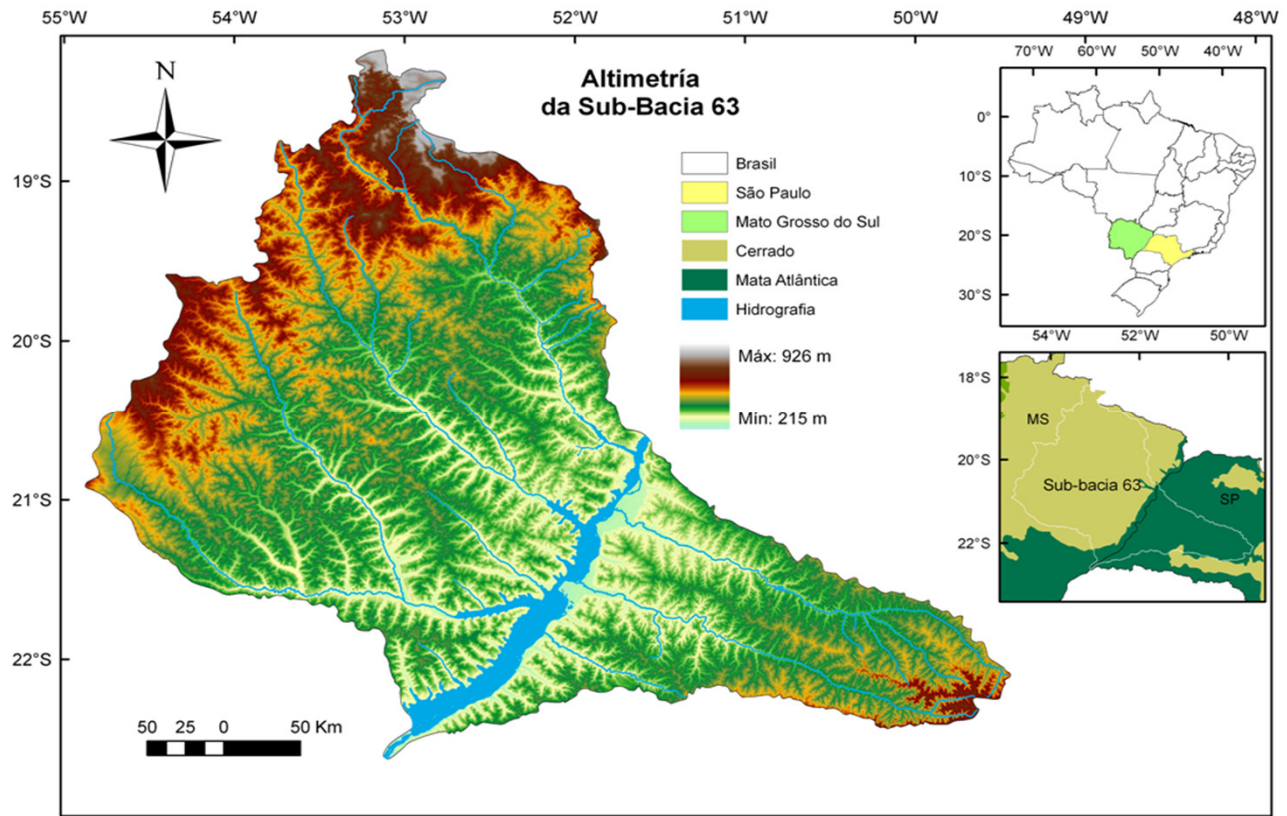 55°W 54°W 53°W 52°W 51°W 50°W 49°W 48°W
N
Altimetría
da Sub-Bacia 63
19°S
20°S
21°S
22°S
Brasil
São Paulo
Mato Grosso do Sul
Cerrado
Mata Atlântica
Hidrografia
Máx: 926 m
Mín: 215 m
50 25 0 50 Km
70°W 60°W 50°W 40°W
0°
10°S
20°S
30°S
54°W 52°W 50°W
18°S
MS
20°S
Sub-bacia 63
SP
22°S